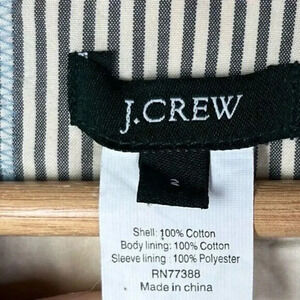 J.CREW
2
Shell: 100% Cotton
Body lining: 100% Cotton
Sleeve lining : 100% Polyester
RN77388
Made in china